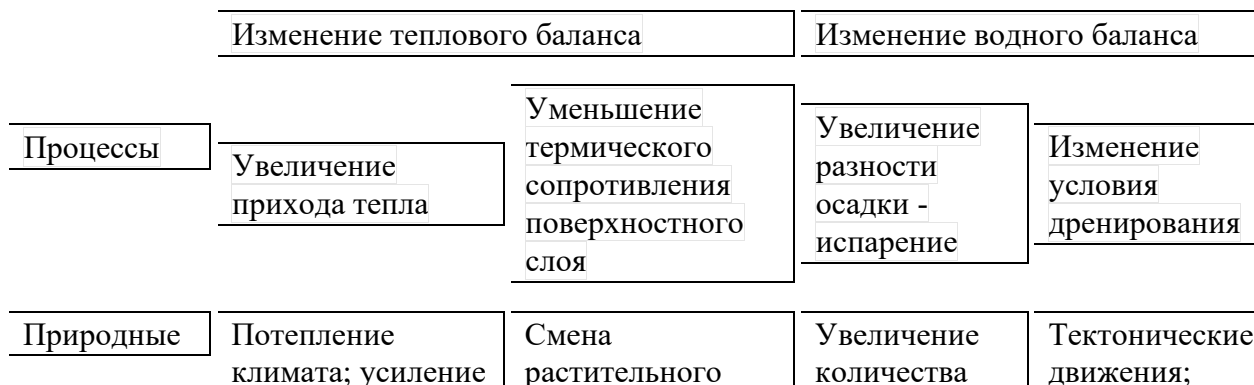 Изменение теплового баланса
Изменение водного баланса
Процессы
Увеличение
прихода тепла
Уменьшение
термического
сопротивления
поверхностного
слоя
Увеличение
разности
осадки -
испарение
Изменение
условия
дренирования
Природные
Потепление
климата; усиление
Смена
растительного
Увеличение
количества
Тектонические
движения;